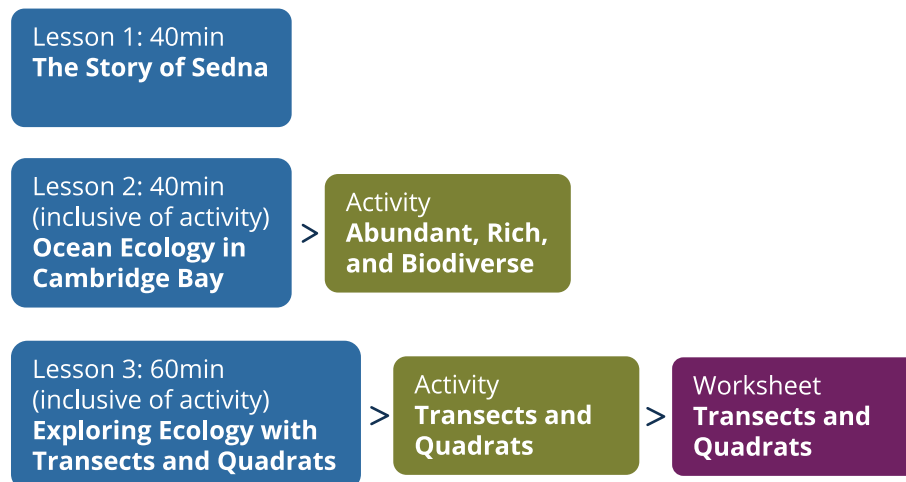 Lesson 1: 40min
The Story of Sedna
Lesson 2: 40min
(inclusive of activity)
Ocean Ecology in
Cambridge Bay
>
Activity
Abundant, Rich,
and Biodiverse
Lesson 3: 60min
(inclusive of activity)
Exploring Ecology with
Transects and Quadrats
>
Activity
Transects and
Quadrats
>
Worksheet
Transects and
Quadrats